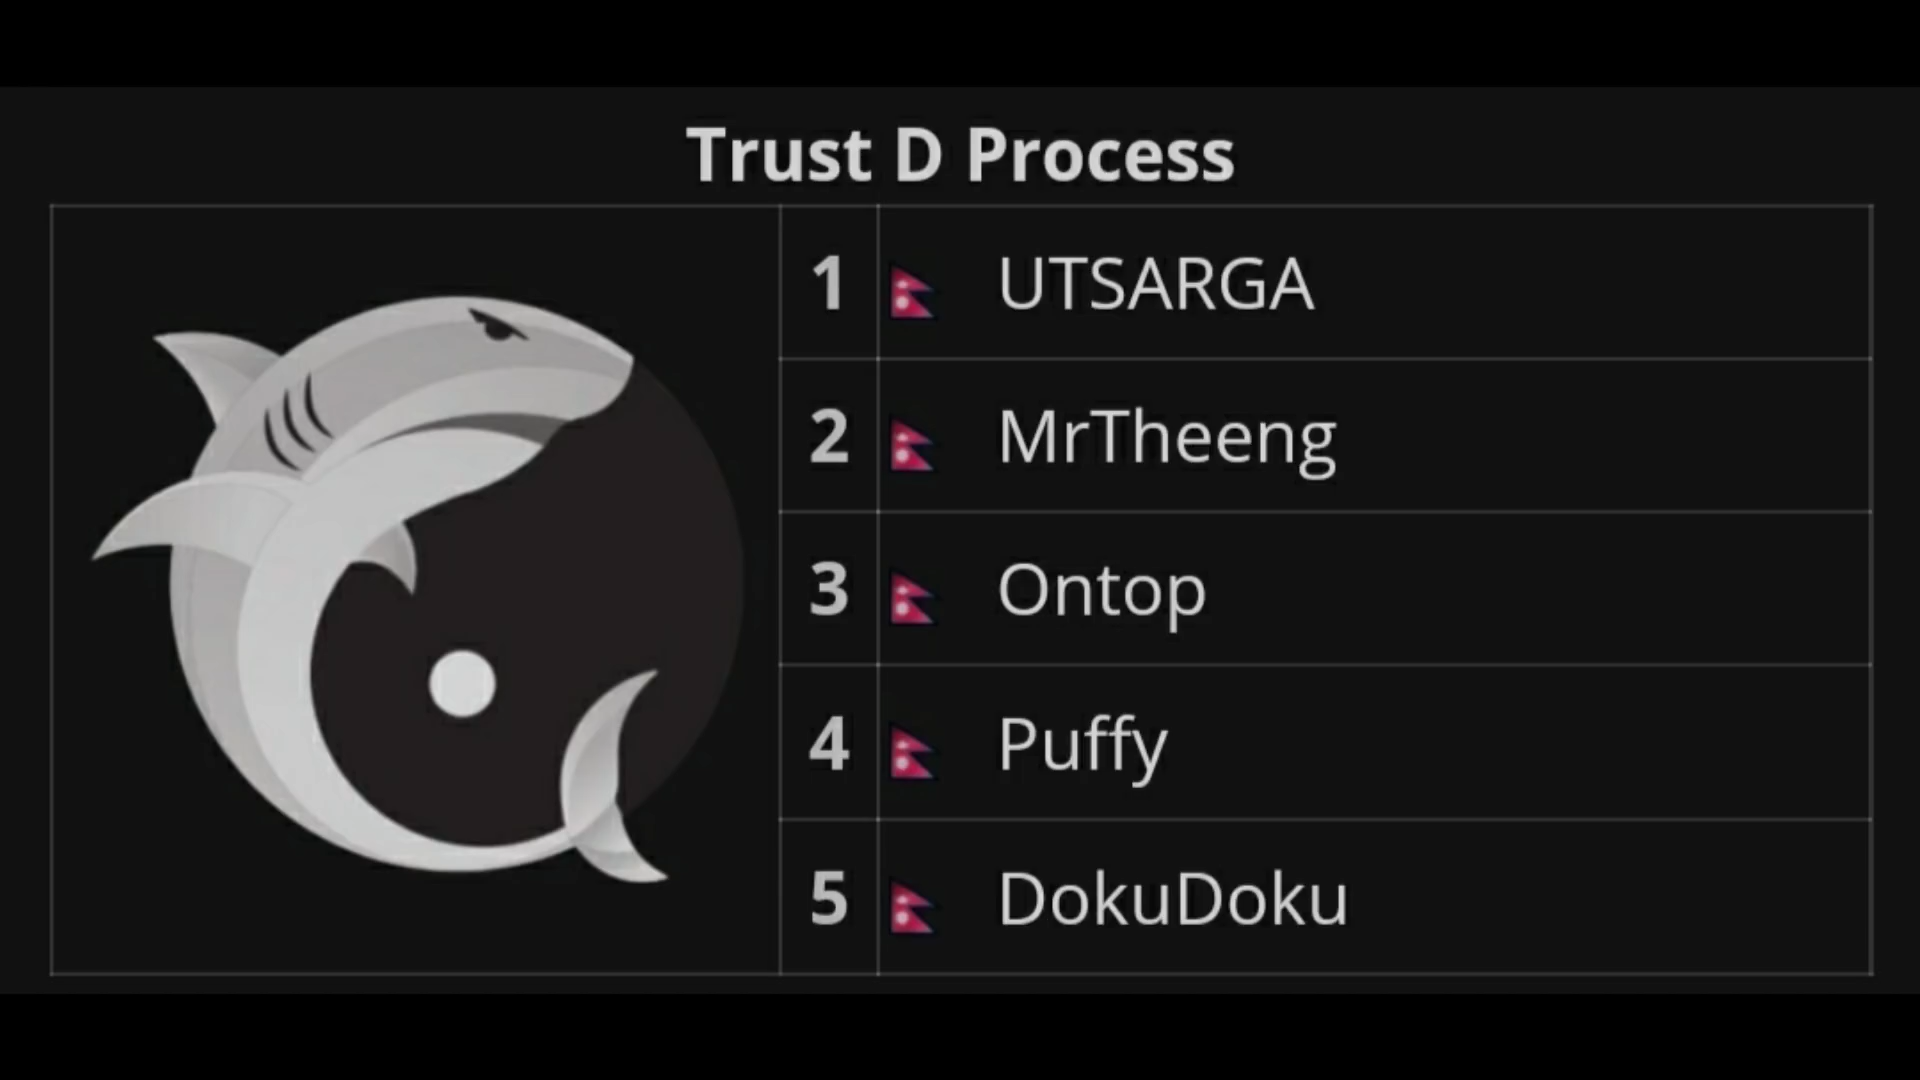 Trust D Process
1 UTSARGA
2 MrTheeng
3 Ontop
4 Puffy
5 DokuDoku